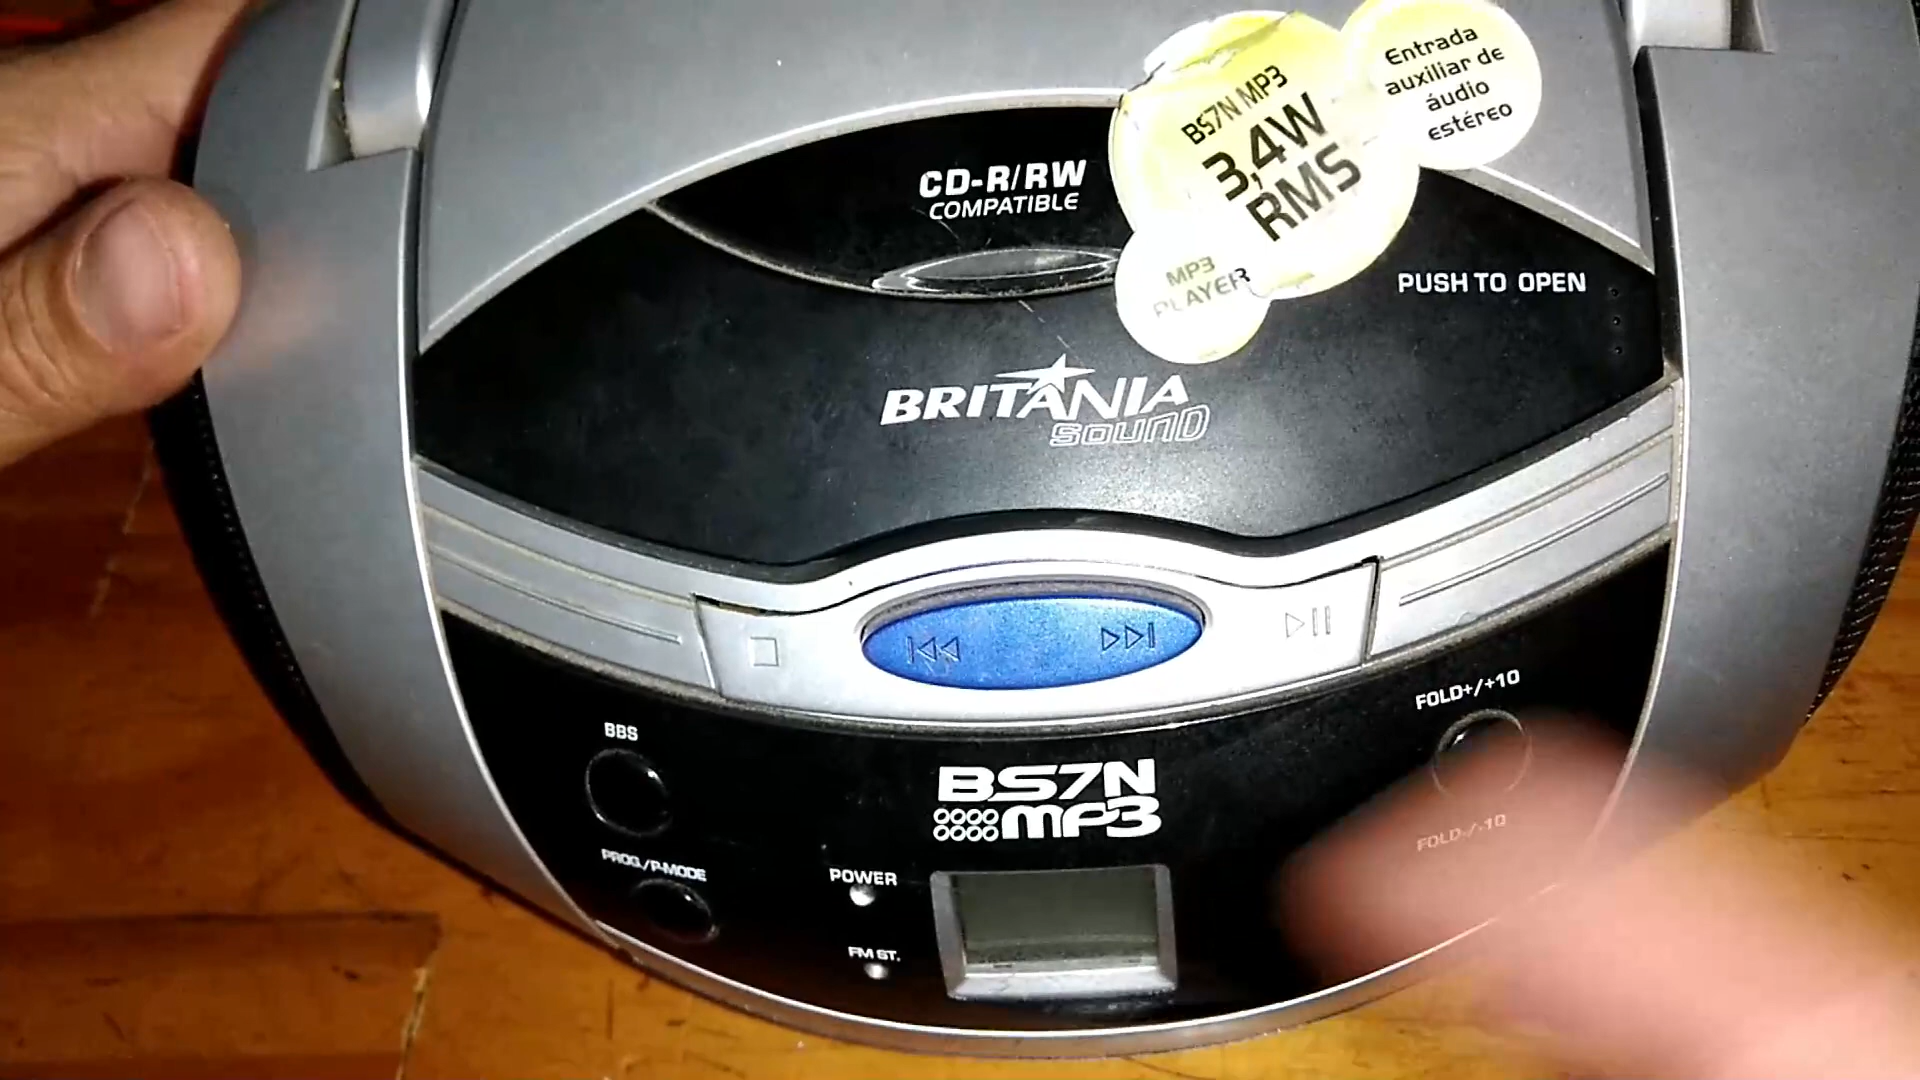 Entrada
auxiliar de
áudio
estéreo
BS7N MP3
3,4W
RMS
MP3
PLAYER
CD-R/RW
COMPATIBLE
PUSH TO OPEN
BRITANIA
SOUND
FOLD+/+10
BBS
BS7N
MP3
FOLD-/-10
PROG./P-MODE
POWER
FM ST.